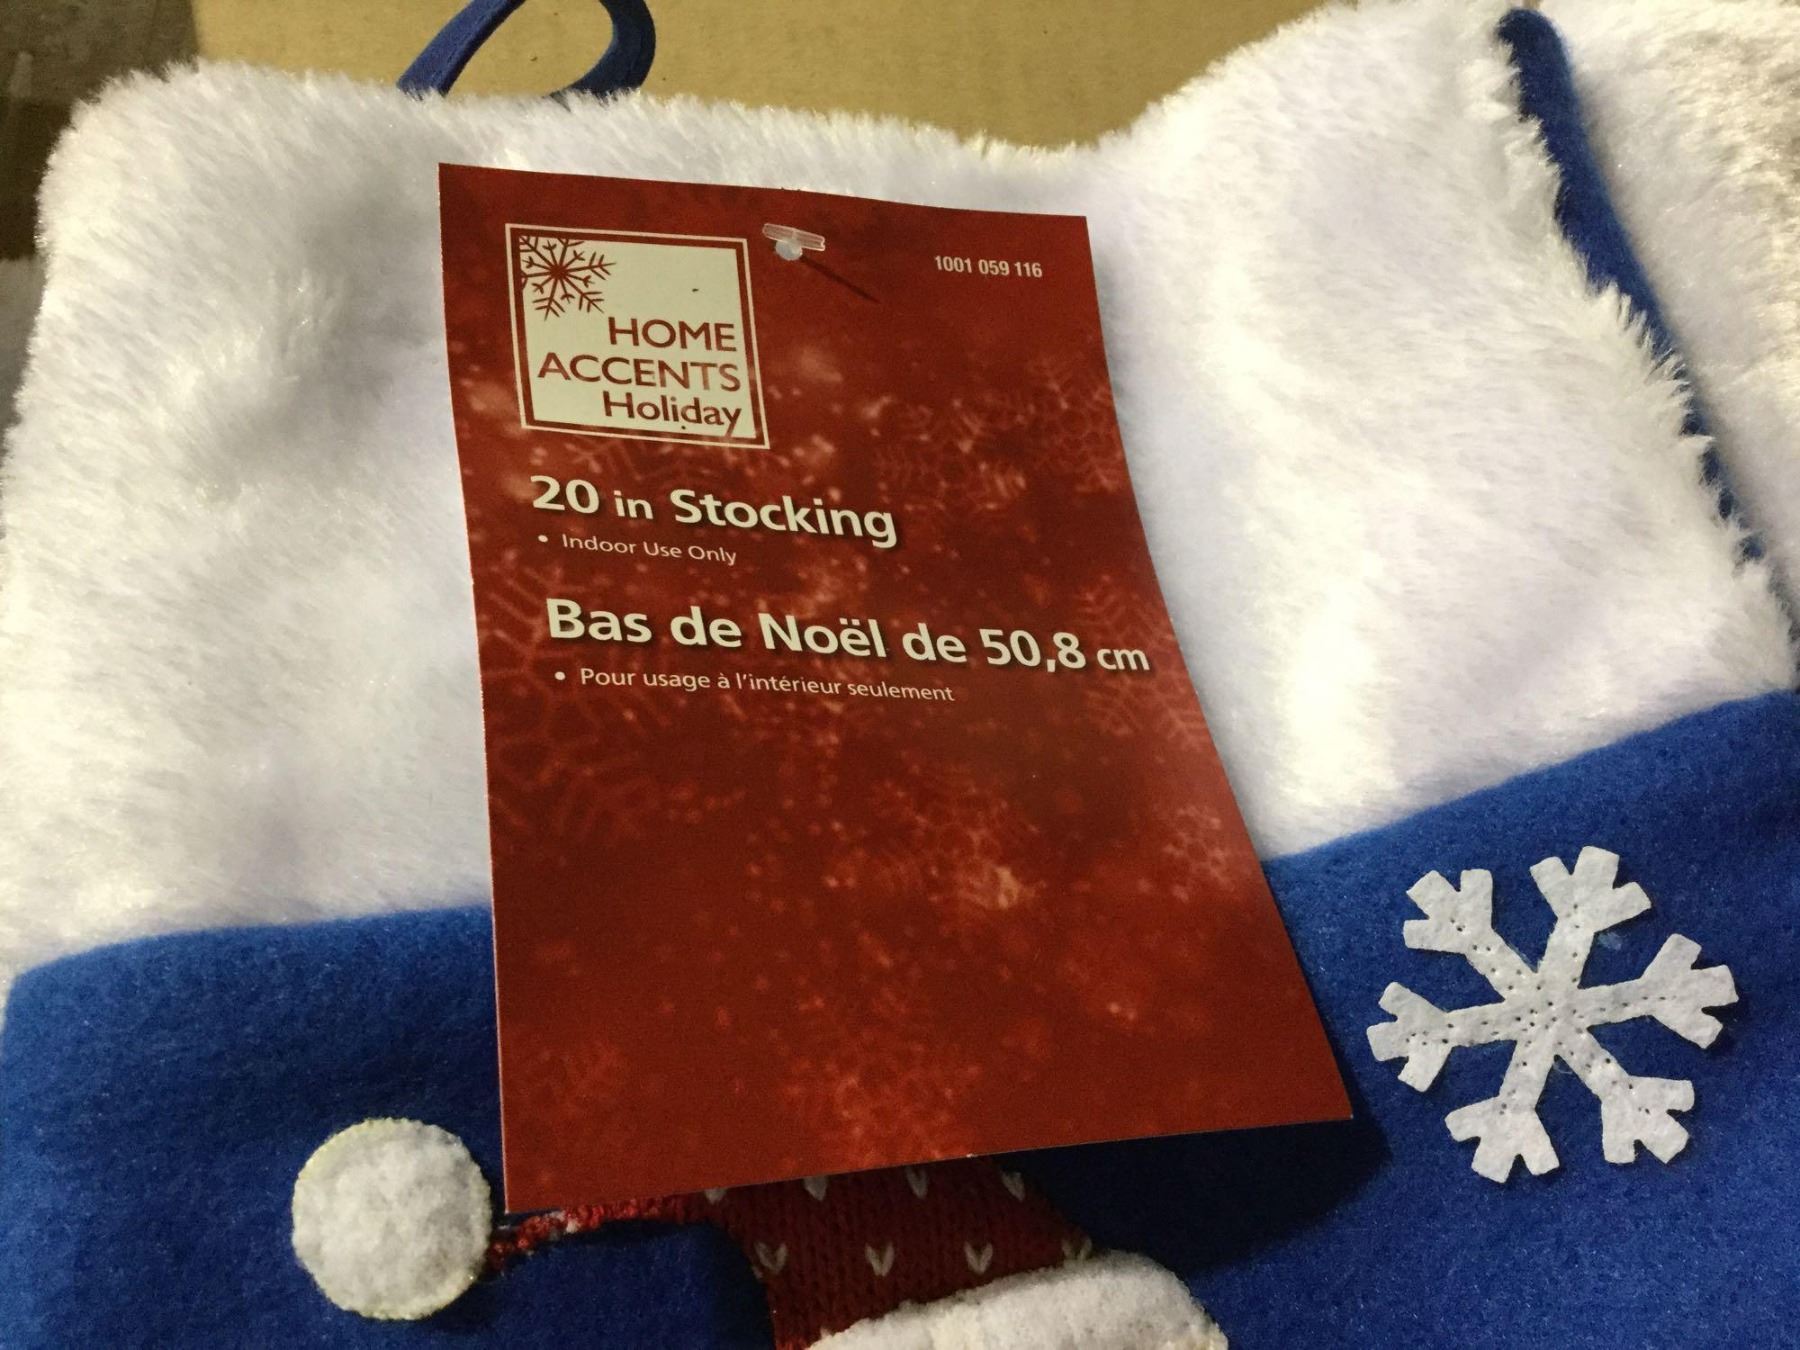 HOME
ACCENTS
Holiday
1001 059 116
20 in Stocking
• Indoor Use Only
Bas de Noël de 50,8 cm
• Pour usage à l'intérieur seulement